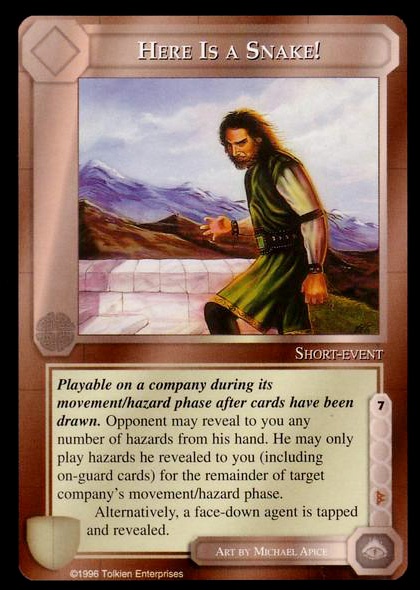 Here Is a Snake!
Short-event
Playable on a company during its
movement/hazard phase after cards have been
drawn. Opponent may reveal to you any
number of hazards from his hand. He may only
play hazards he revealed to you (including
on-guard cards) for the remainder of target
company's movement/hazard phase.
Alternatively, a face-down agent is tapped
and revealed.
7
Art by Michael Apice
©1996 Tolkien Enterprises